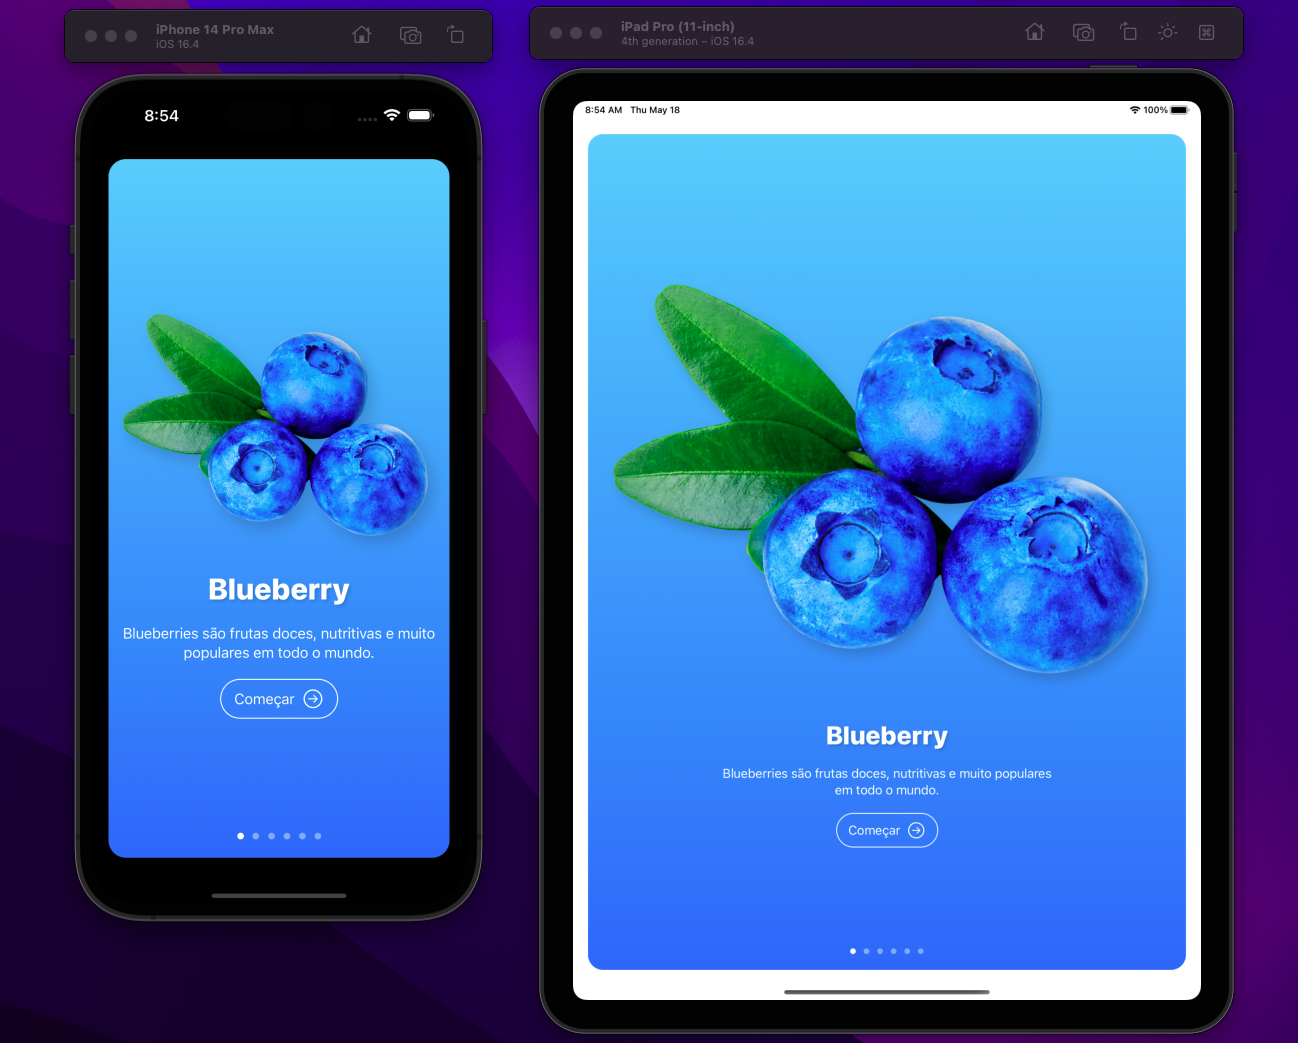 iPhone 14 Pro Max
iOS 16.4
8:54
Blueberry
Blueberries são frutas doces, nutritivas e muito
populares em todo o mundo.
Começar
iPad Pro (11-inch)
4th generation – iOS 16.4
8:54 AM Thu May 18
100%
Blueberry
Blueberries são frutas doces, nutritivas e muito populares
em todo o mundo.
Começar